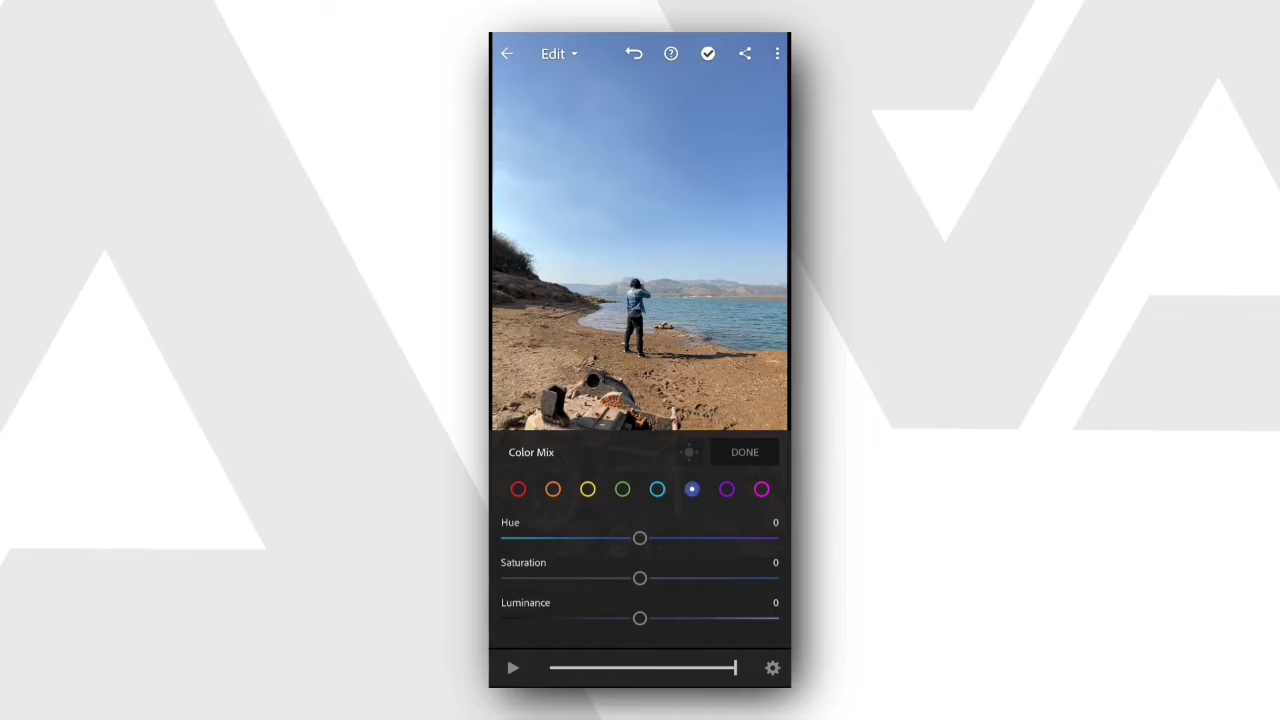 Edit
Color Mix
DONE
Hue 0
Saturation 0
Luminance 0